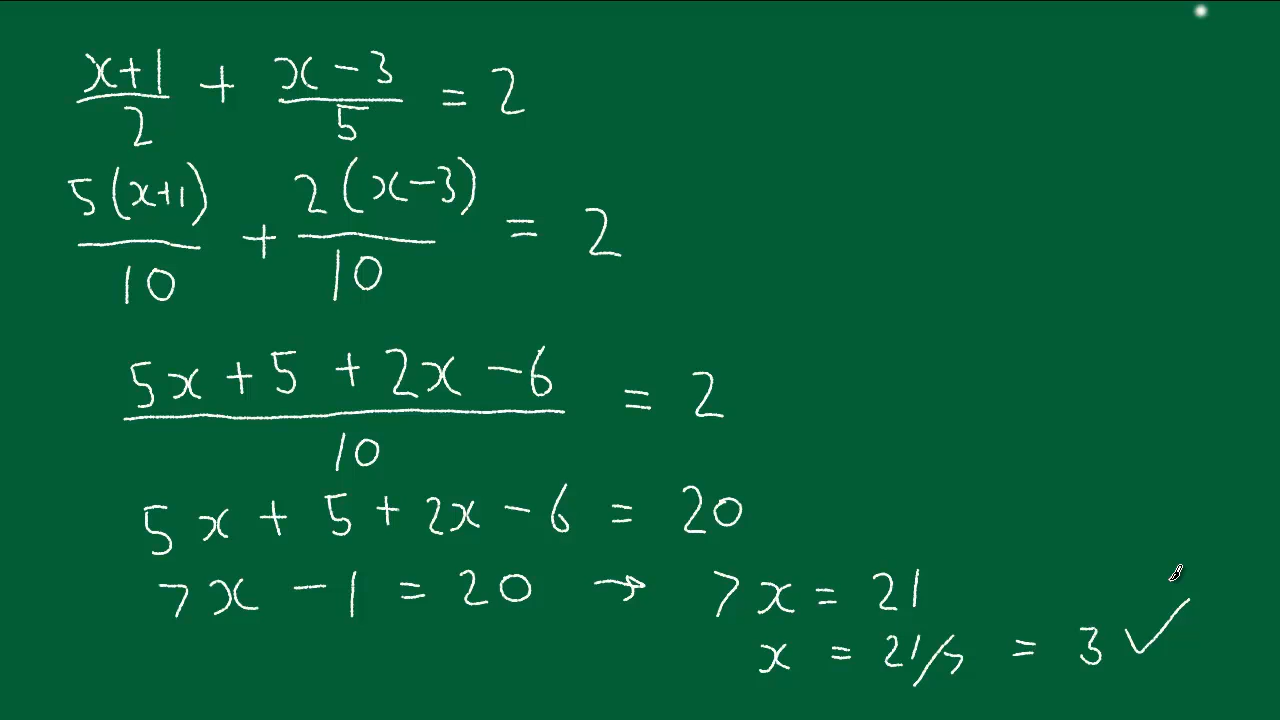 x+1/2 + x-3/5 = 2
5(x+1)/10 + 2(x-3)/10 = 2
5x + 5 + 2x - 6/10 = 2
5x + 5 + 2x - 6 = 20
7x - 1 = 20 → 7x = 21
x = 21/7 = 3 ✓